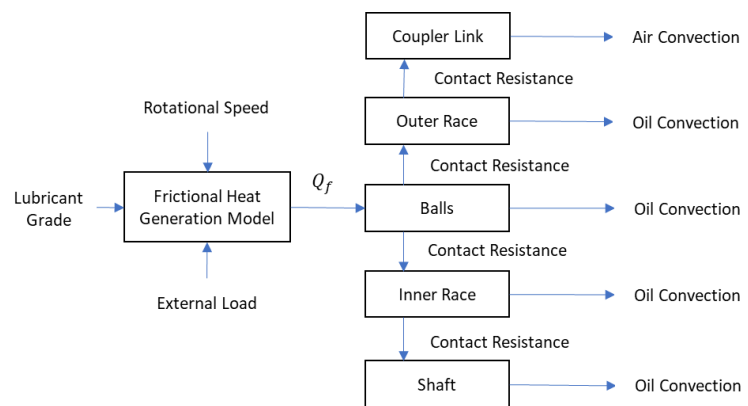 Coupler Link
Air Convection
Contact Resistance
Rotational Speed
Outer Race
Oil Convection
Contact Resistance
Lubricant
Grade
Frictional Heat
Generation Model
Q_f
Balls
Oil Convection
Contact Resistance
External Load
Inner Race
Oil Convection
Contact Resistance
Shaft
Oil Convection